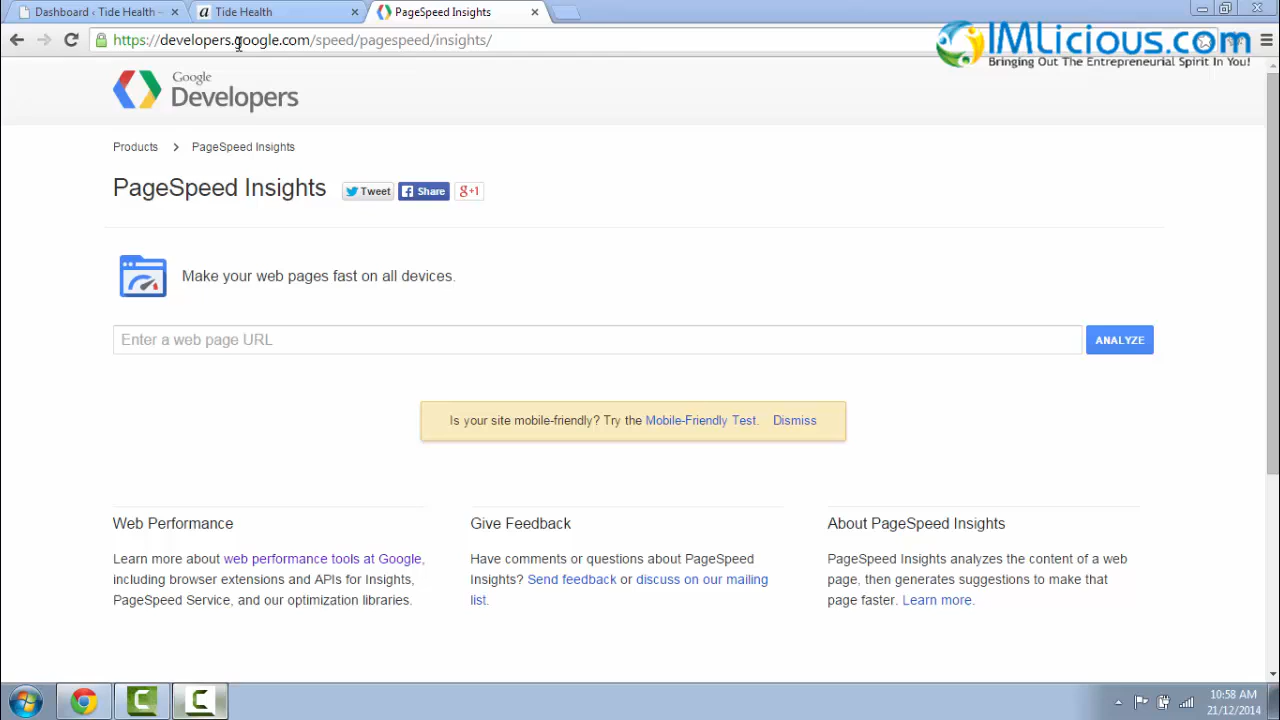 Dashboard ‹ Tide Health –
Tide Health
PageSpeed Insights
https://developers.google.com/speed/pagespeed/insights/
IMLicious.com
Bringing Out The Entrepreneurial Spirit In You!
Google
Developers
Products > PageSpeed Insights
PageSpeed Insights
Tweet
Share
g+1
Make your web pages fast on all devices.
Enter a web page URL
ANALYZE
Is your site mobile-friendly? Try the Mobile-Friendly Test. Dismiss
Web Performance
Learn more about web performance tools at Google,
including browser extensions and APIs for Insights,
PageSpeed Service, and our optimization libraries.
Give Feedback
Have comments or questions about PageSpeed
Insights? Send feedback or discuss on our mailing
list.
About PageSpeed Insights
PageSpeed Insights analyzes the content of a web
page, then generates suggestions to make that
page faster. Learn more.
10:58 AM
21/12/2014